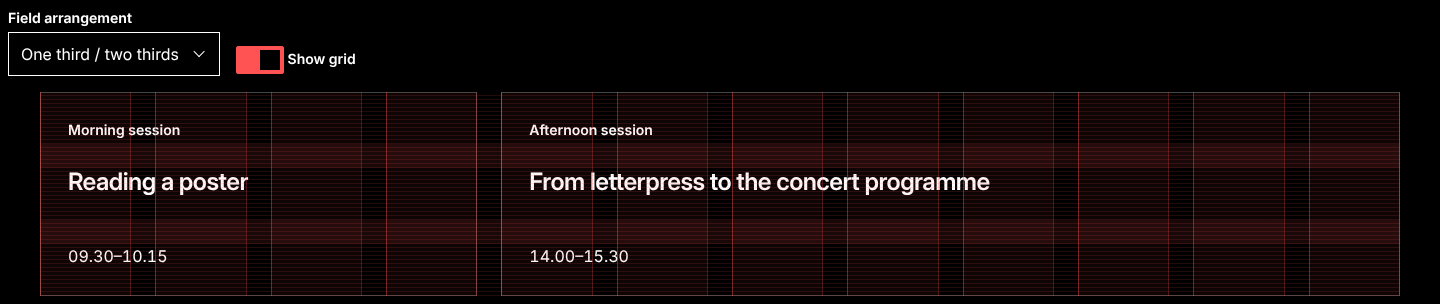 Field arrangement
One third / two thirds
Show grid
Morning session
Reading a poster
09.30–10.15
Afternoon session
From letterpress to the concert programme
14.00–15.30